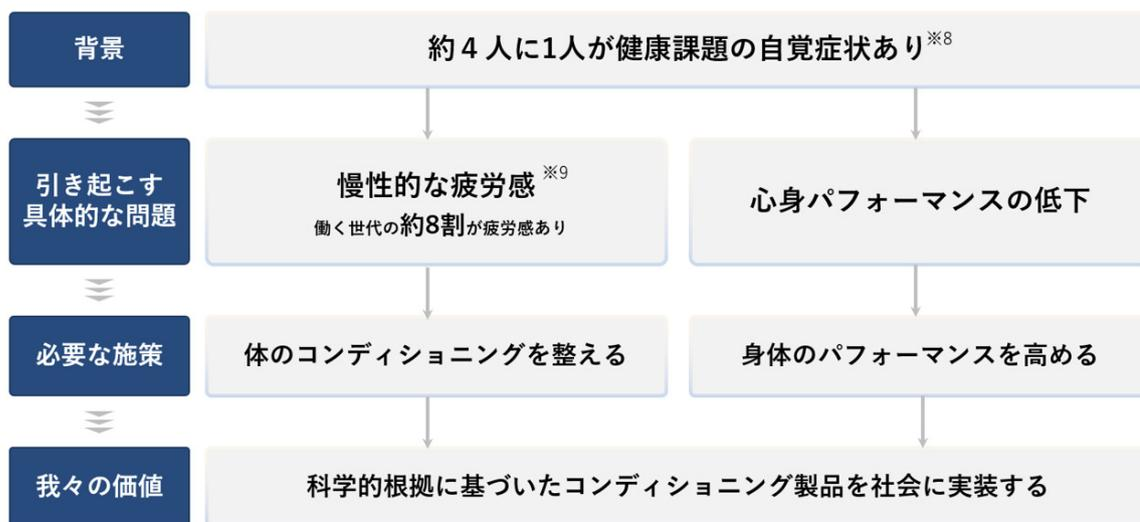 背景
約４人に1人が健康課題の自覚症状あり※8
引き起こす
具体的な問題
慢性的な疲労感 ※9
働く世代の約8割が疲労感あり
心身パフォーマンスの低下
必要な施策
体のコンディショニングを整える
身体のパフォーマンスを高める
我々の価値
科学的根拠に基づいたコンディショニング製品を社会に実装する